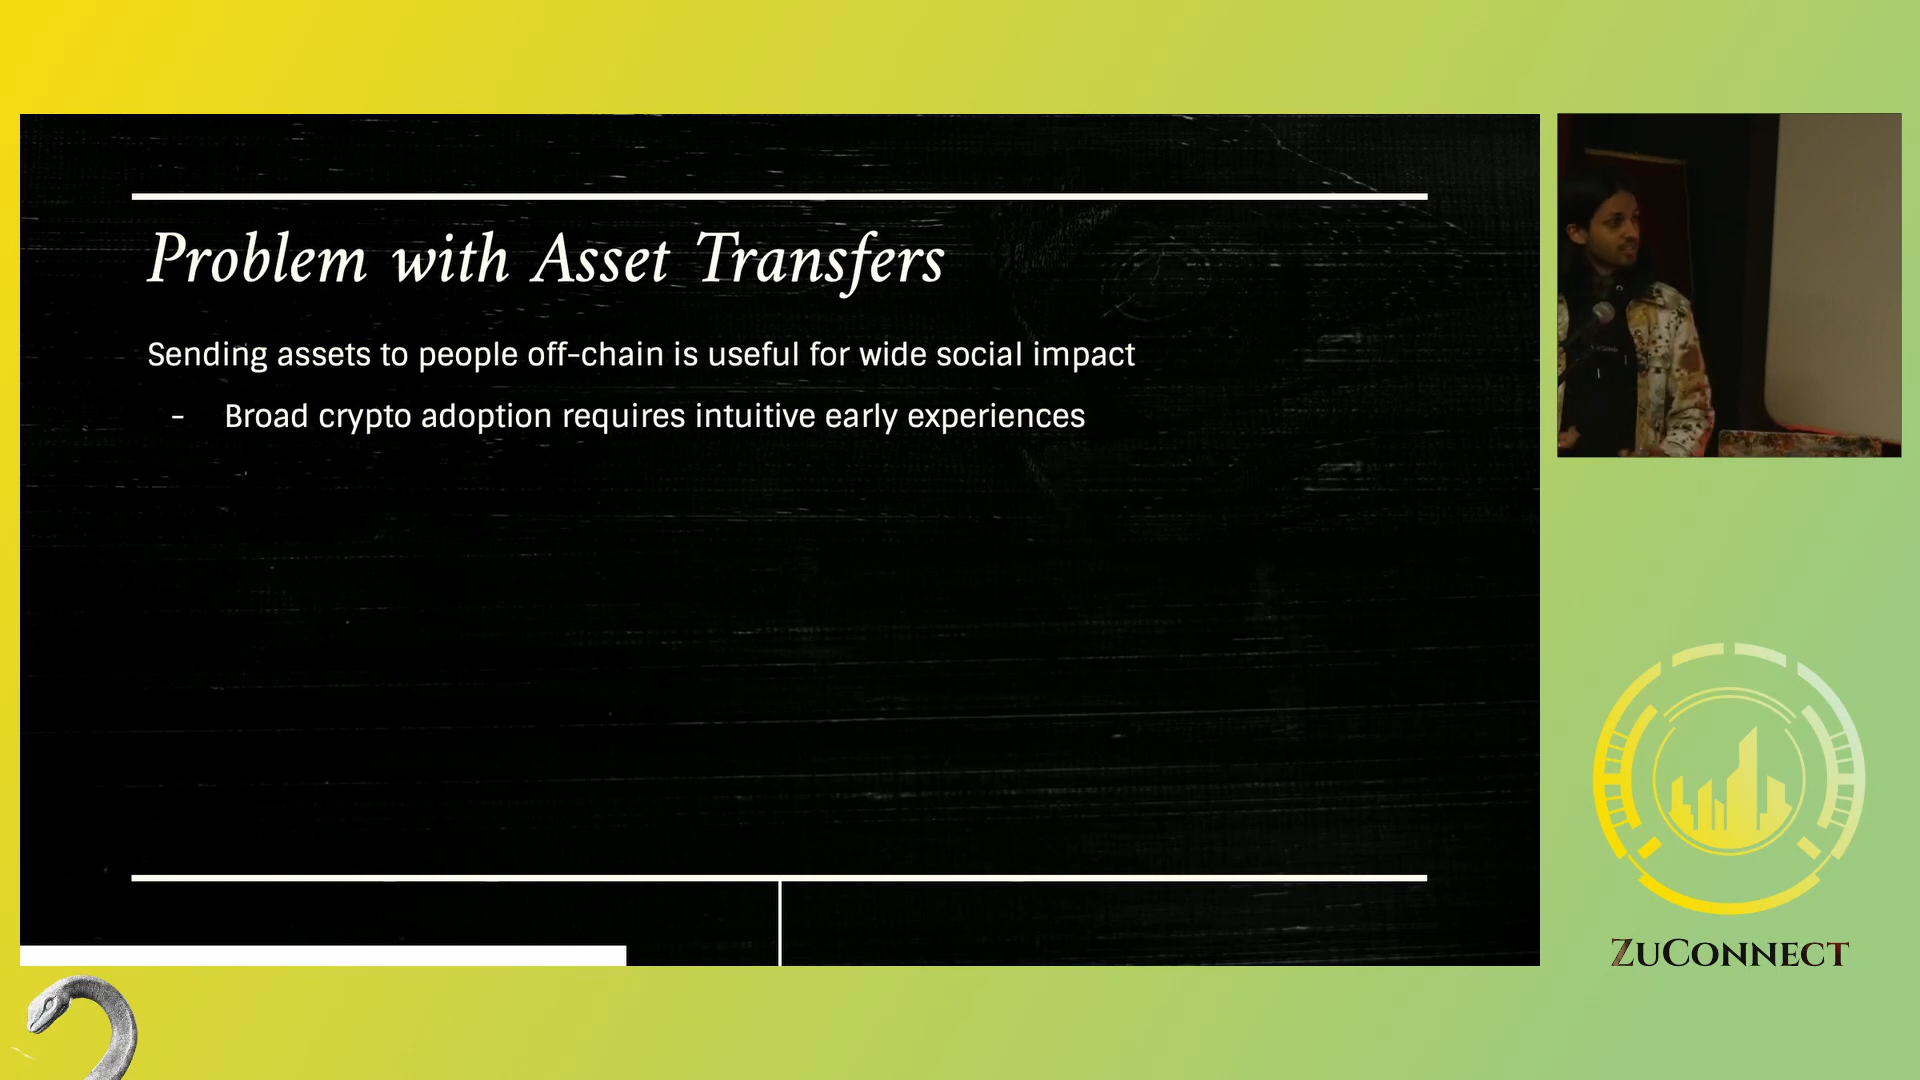 Problem with Asset Transfers
Sending assets to people off-chain is useful for wide social impact
- Broad crypto adoption requires intuitive early experiences
ZUCONNECT